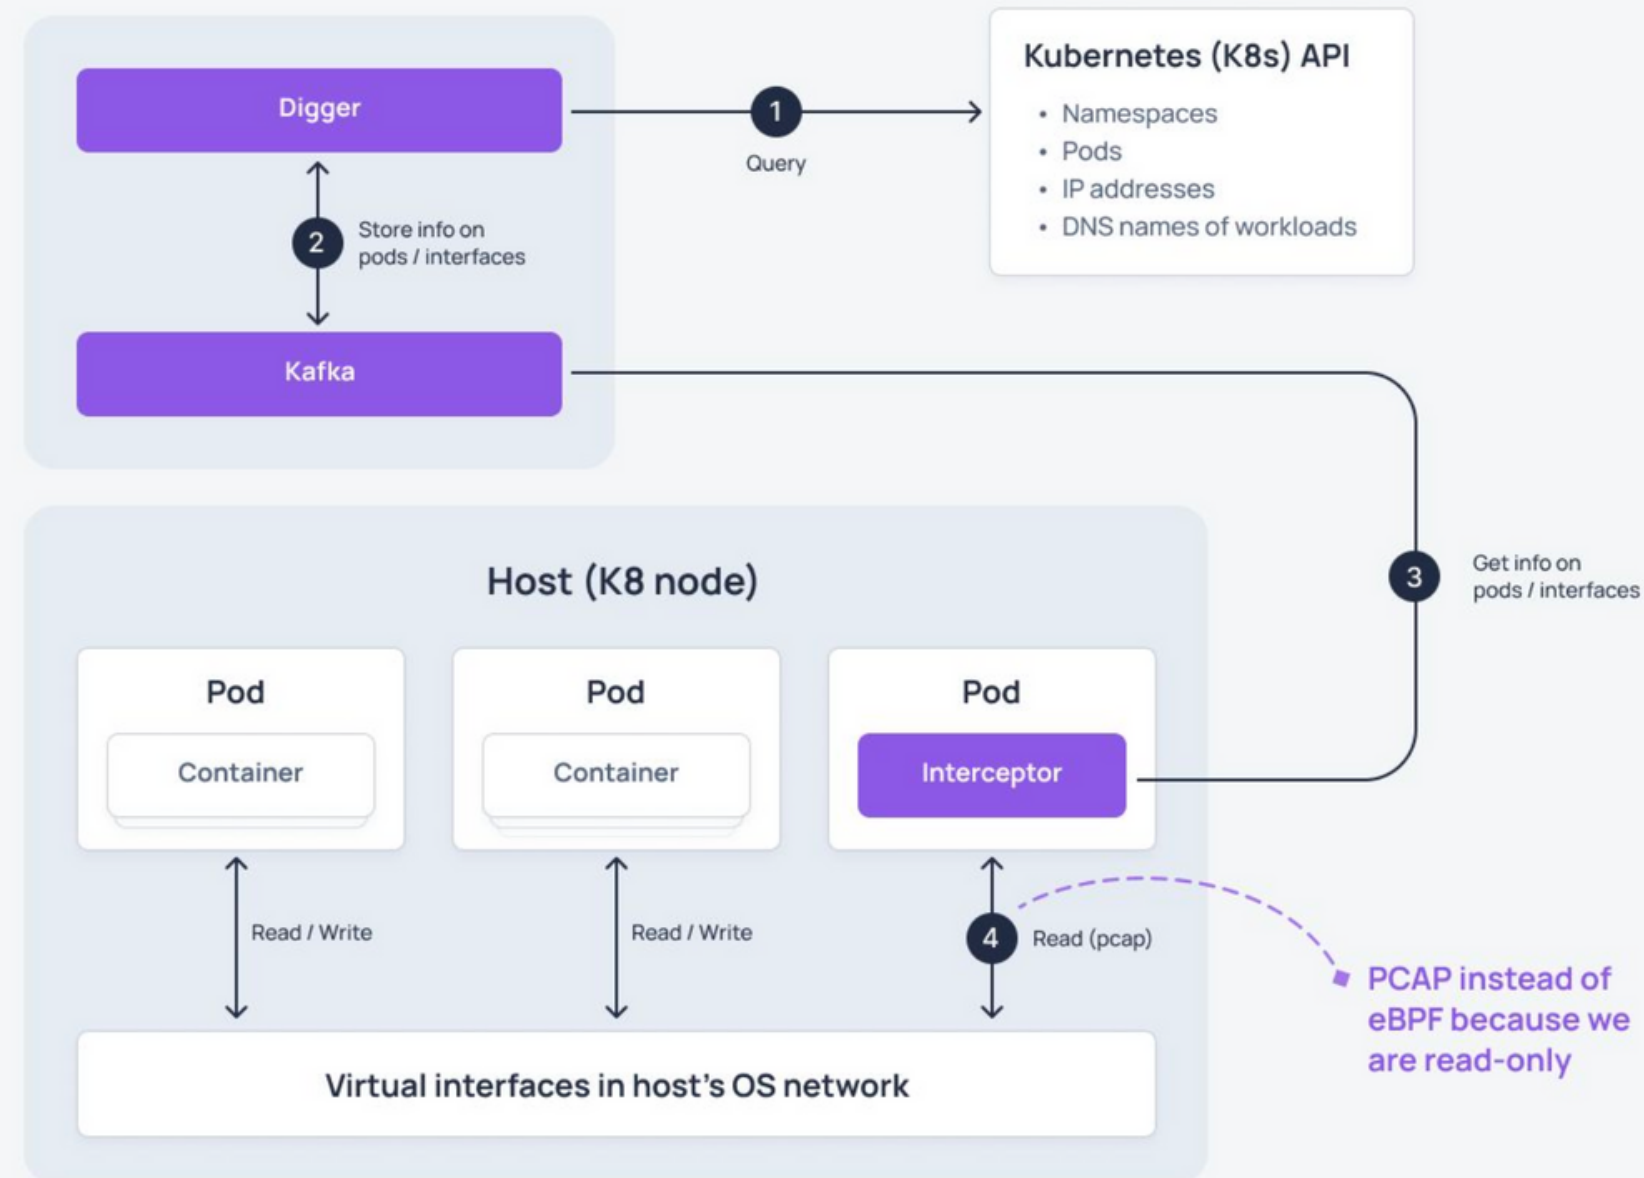 Digger
1
Query
Kubernetes (K8s) API
• Namespaces
• Pods
• IP addresses
• DNS names of workloads
2
Store info on
pods / interfaces
Kafka
3
Get info on
pods / interfaces
Host (K8 node)
Pod
Container
Pod
Container
Pod
Interceptor
Read / Write
Read / Write
4
Read (pcap)
PCAP instead of
eBPF because we
are read-only
Virtual interfaces in host's OS network